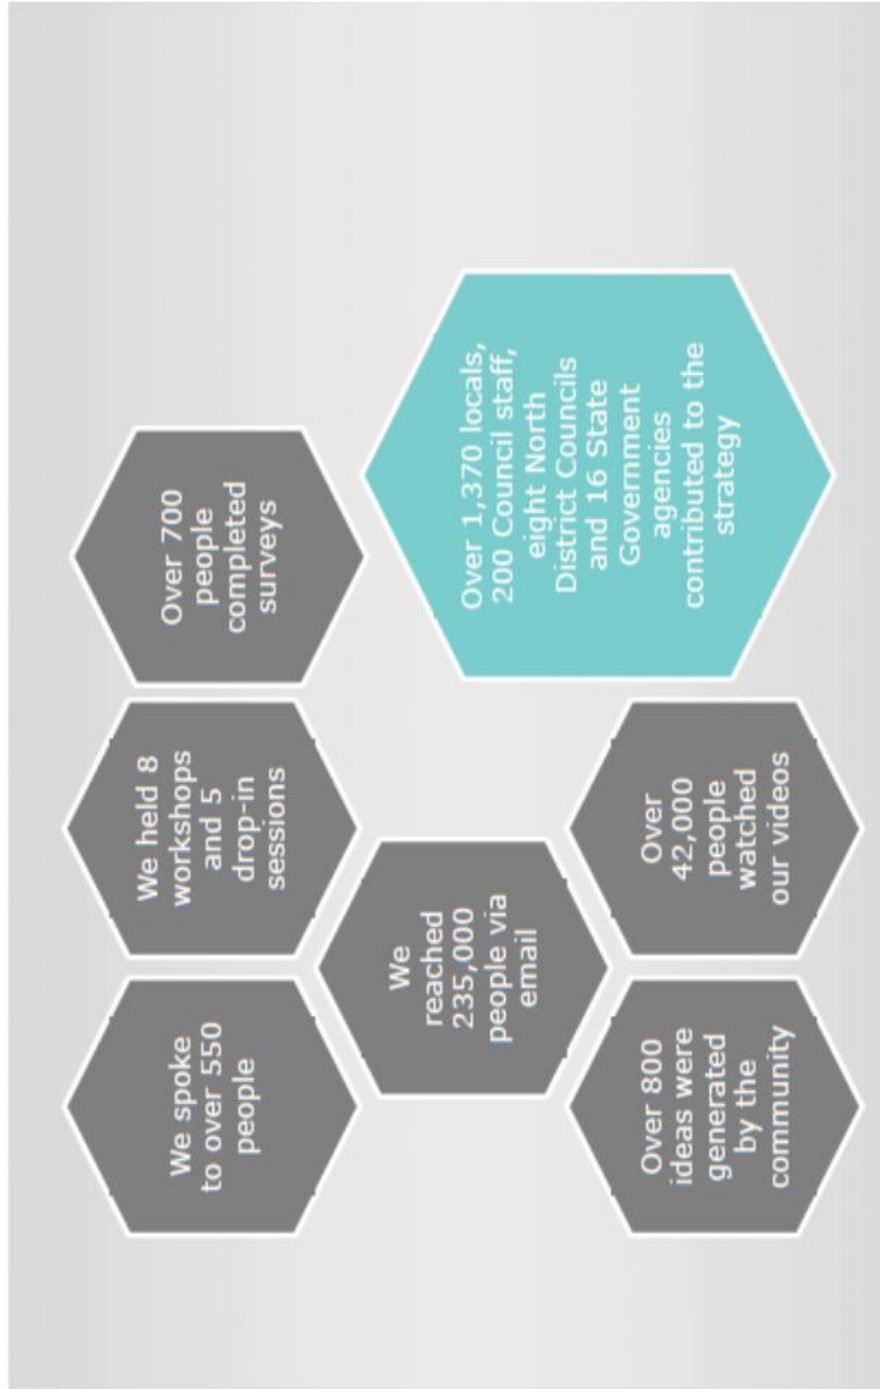 We spoke
to over 550
people
We held 8
workshops
and 5
drop-in
sessions
Over 700
people
completed
surveys
We
reached
235,000
people via
email
Over 800
ideas were
generated
by the
community
Over
42,000
people
watched
our videos
Over 1,370 locals,
200 Council staff,
eight North
District Councils
and 16 State
Government
agencies
contributed to the
strategy